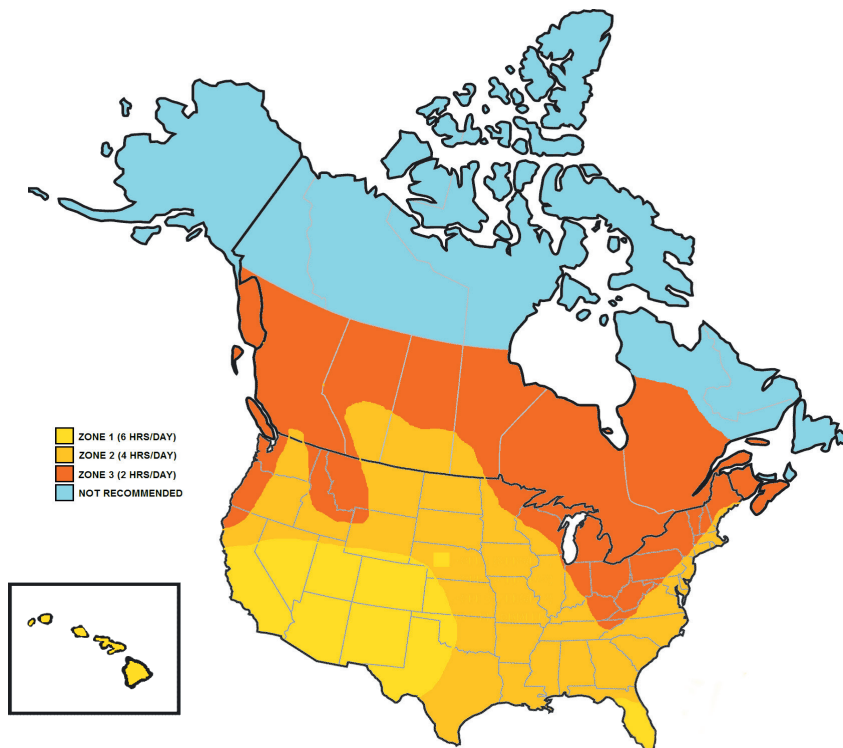 ZONE 1 (6 HRS/DAY)
ZONE 2 (4 HRS/DAY)
ZONE 3 (2 HRS/DAY)
NOT RECOMMENDED